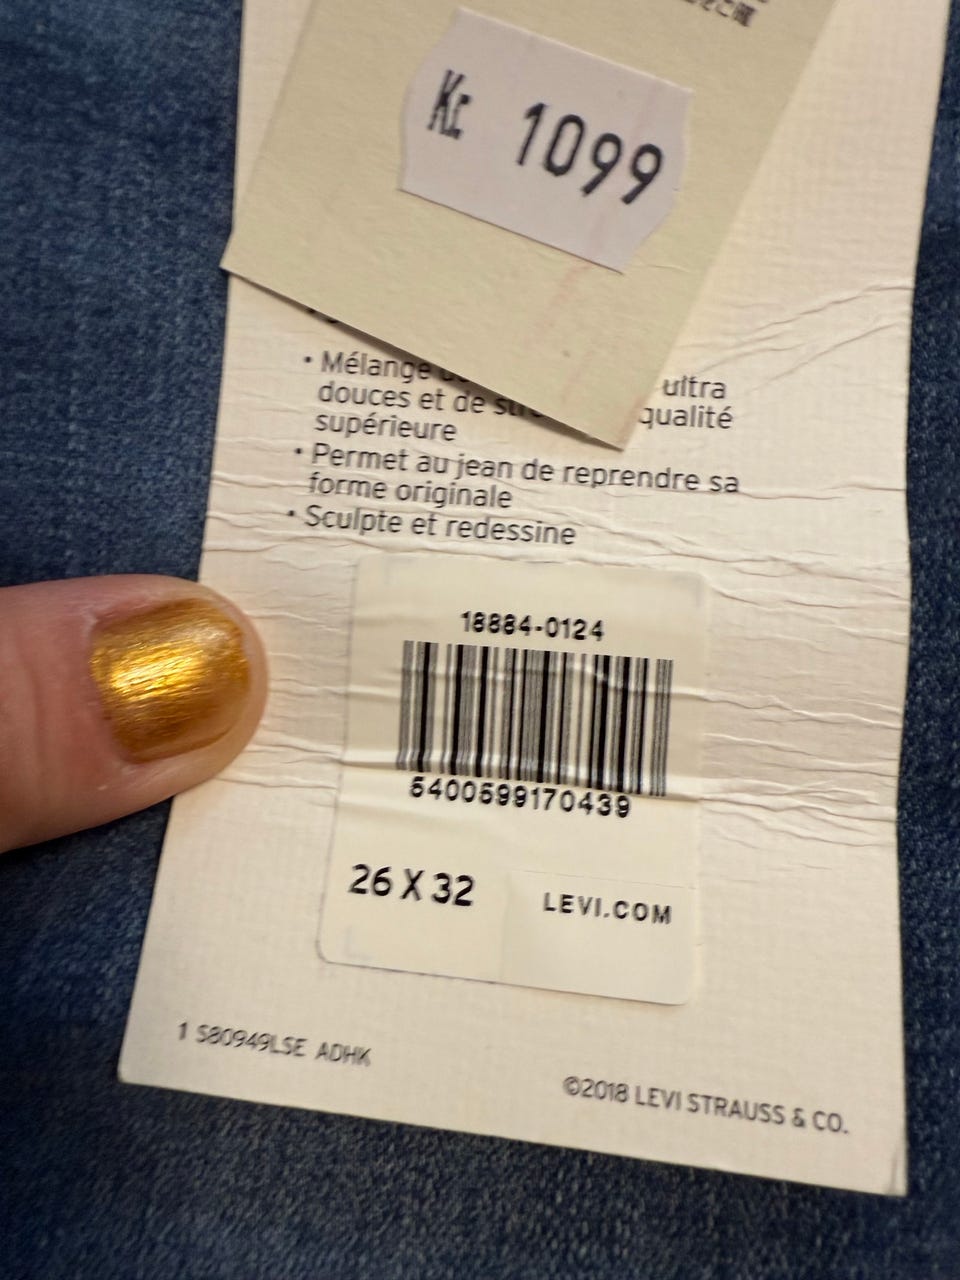 Kr 1099
• Mélange
ultra
douces et de
qualité
supérieure
• Permet au jean de reprendre sa
forme originale
• Sculpte et redessine
18884-0124
5400599170439
26 X 32
LEVI.COM
1 S80949LSE ADHK
©2018 LEVI STRAUSS & CO.